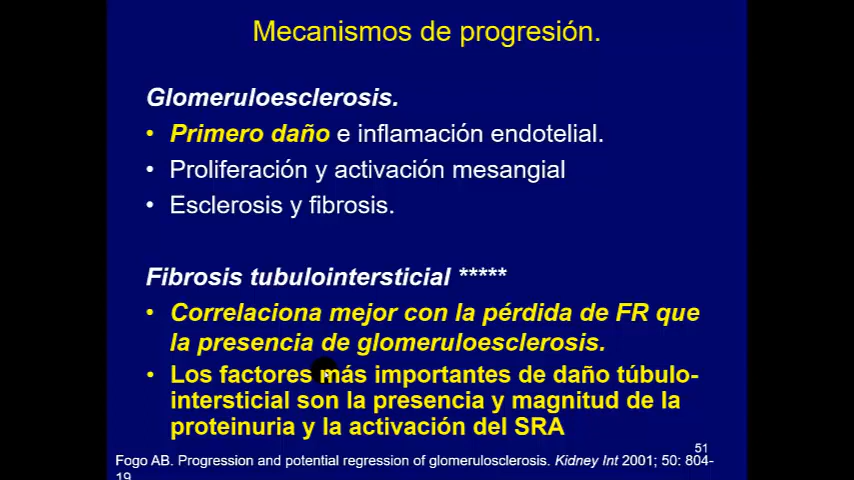 Mecanismos de progresión.
Glomeruloesclerosis.
• Primero daño e inflamación endotelial.
• Proliferación y activación mesangial
• Esclerosis y fibrosis.
Fibrosis tubulointersticial *****
• Correlaciona mejor con la pérdida de FR que
la presencia de glomeruloesclerosis.
• Los factores más importantes de daño túbulo-
intersticial son la presencia y magnitud de la
proteinuria y la activación del SRA
51
Fogo AB. Progression and potential regression of glomerulosclerosis. Kidney Int 2001; 50: 804-
19